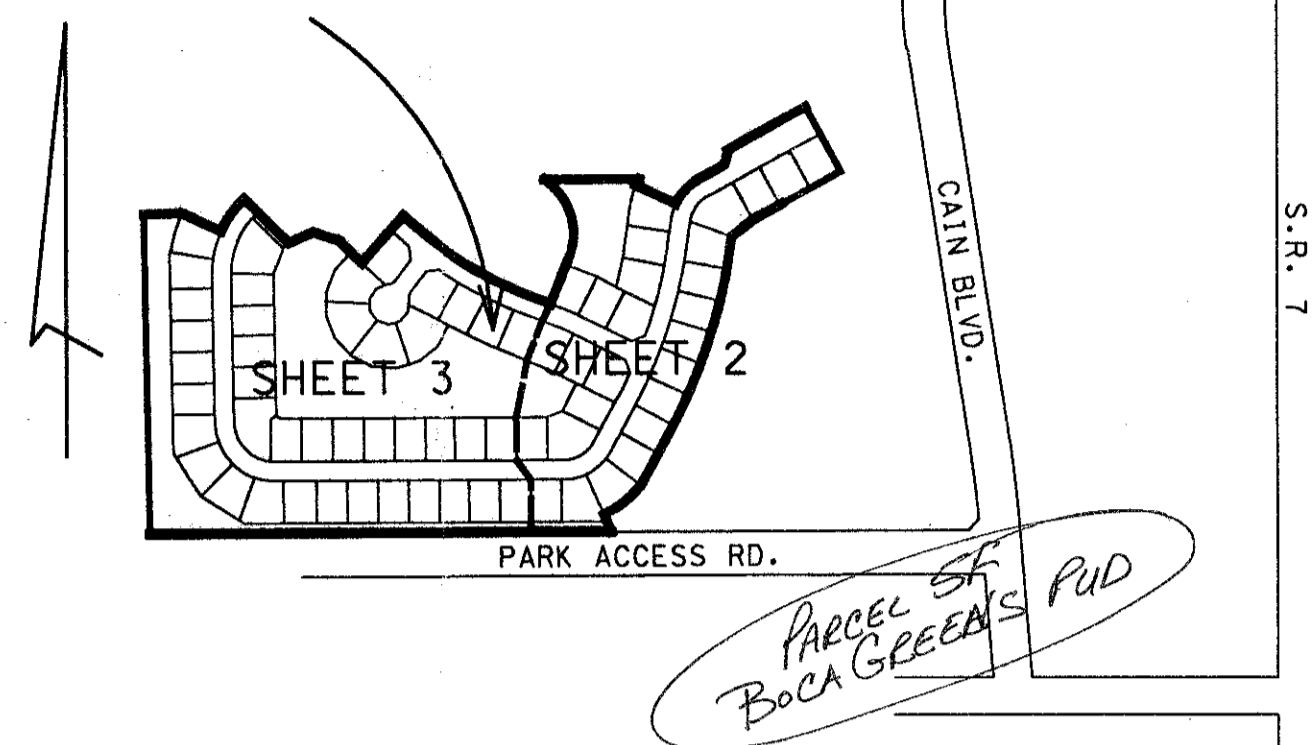 CAIN BLVD.
S.R. 7
SHEET 3
SHEET 2
PARK ACCESS RD.
PARCEL SF
BOCA GREENS PUD